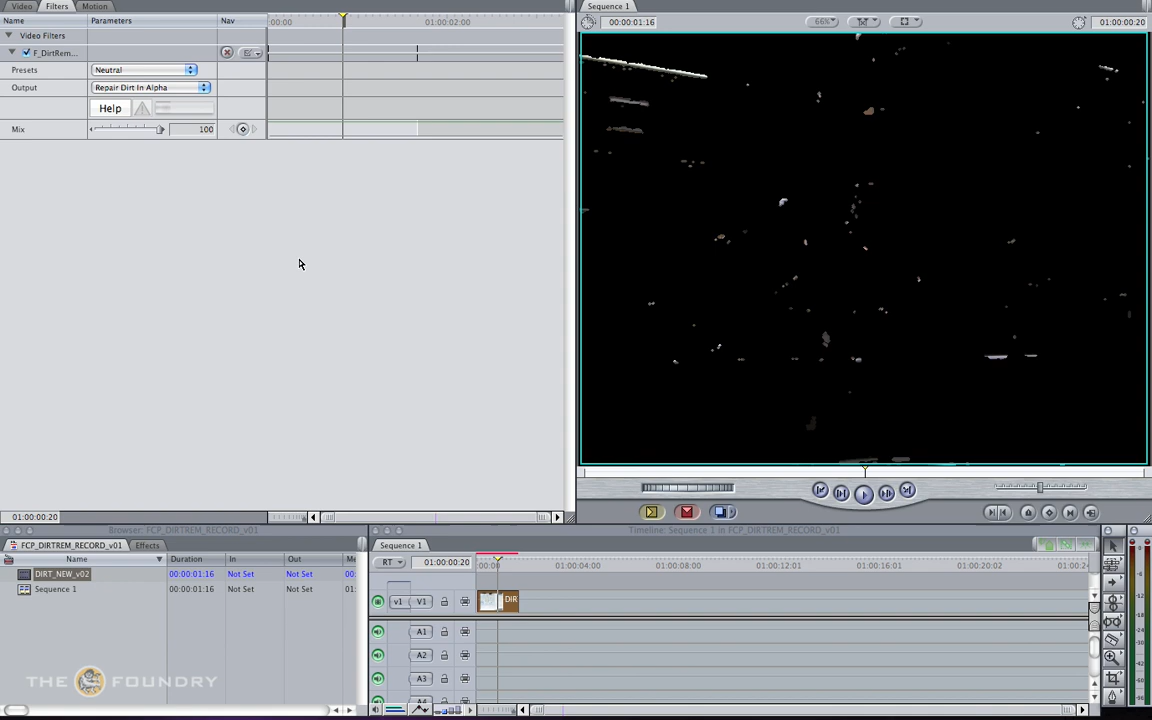 Video Filters Motion
Name Parameters Nav :00:00 01:00:02:00
Video Filters
F_DirtRem...
Presets Neutral
Output Repair Dirt In Alpha
Help
Mix 100
01:00:00:20
Sequence 1
00:00:01:16 66% 01:00:00:20
Browser: FCP_DIRTREM_RECORD_v01
FCP_DIRTREM_RECORD_v01 Effects
Name Duration In Out
DIRT_NEW_v02 00:00:01:16 Not Set Not Set 00:
Sequence 1 00:00:01:16 Not Set Not Set 01:
THE FOUNDRY
Timeline: Sequence 1 in FCP_DIRTREM_RECORD_v01
Sequence 1
RT 01:00:00:20 :00:00 01:00:04:00 01:00:08:00 01:00:12:01 01:00:16:01 01:00:20:02 01:00:24
v1 V1 DIR
A1
A2
A3
A4